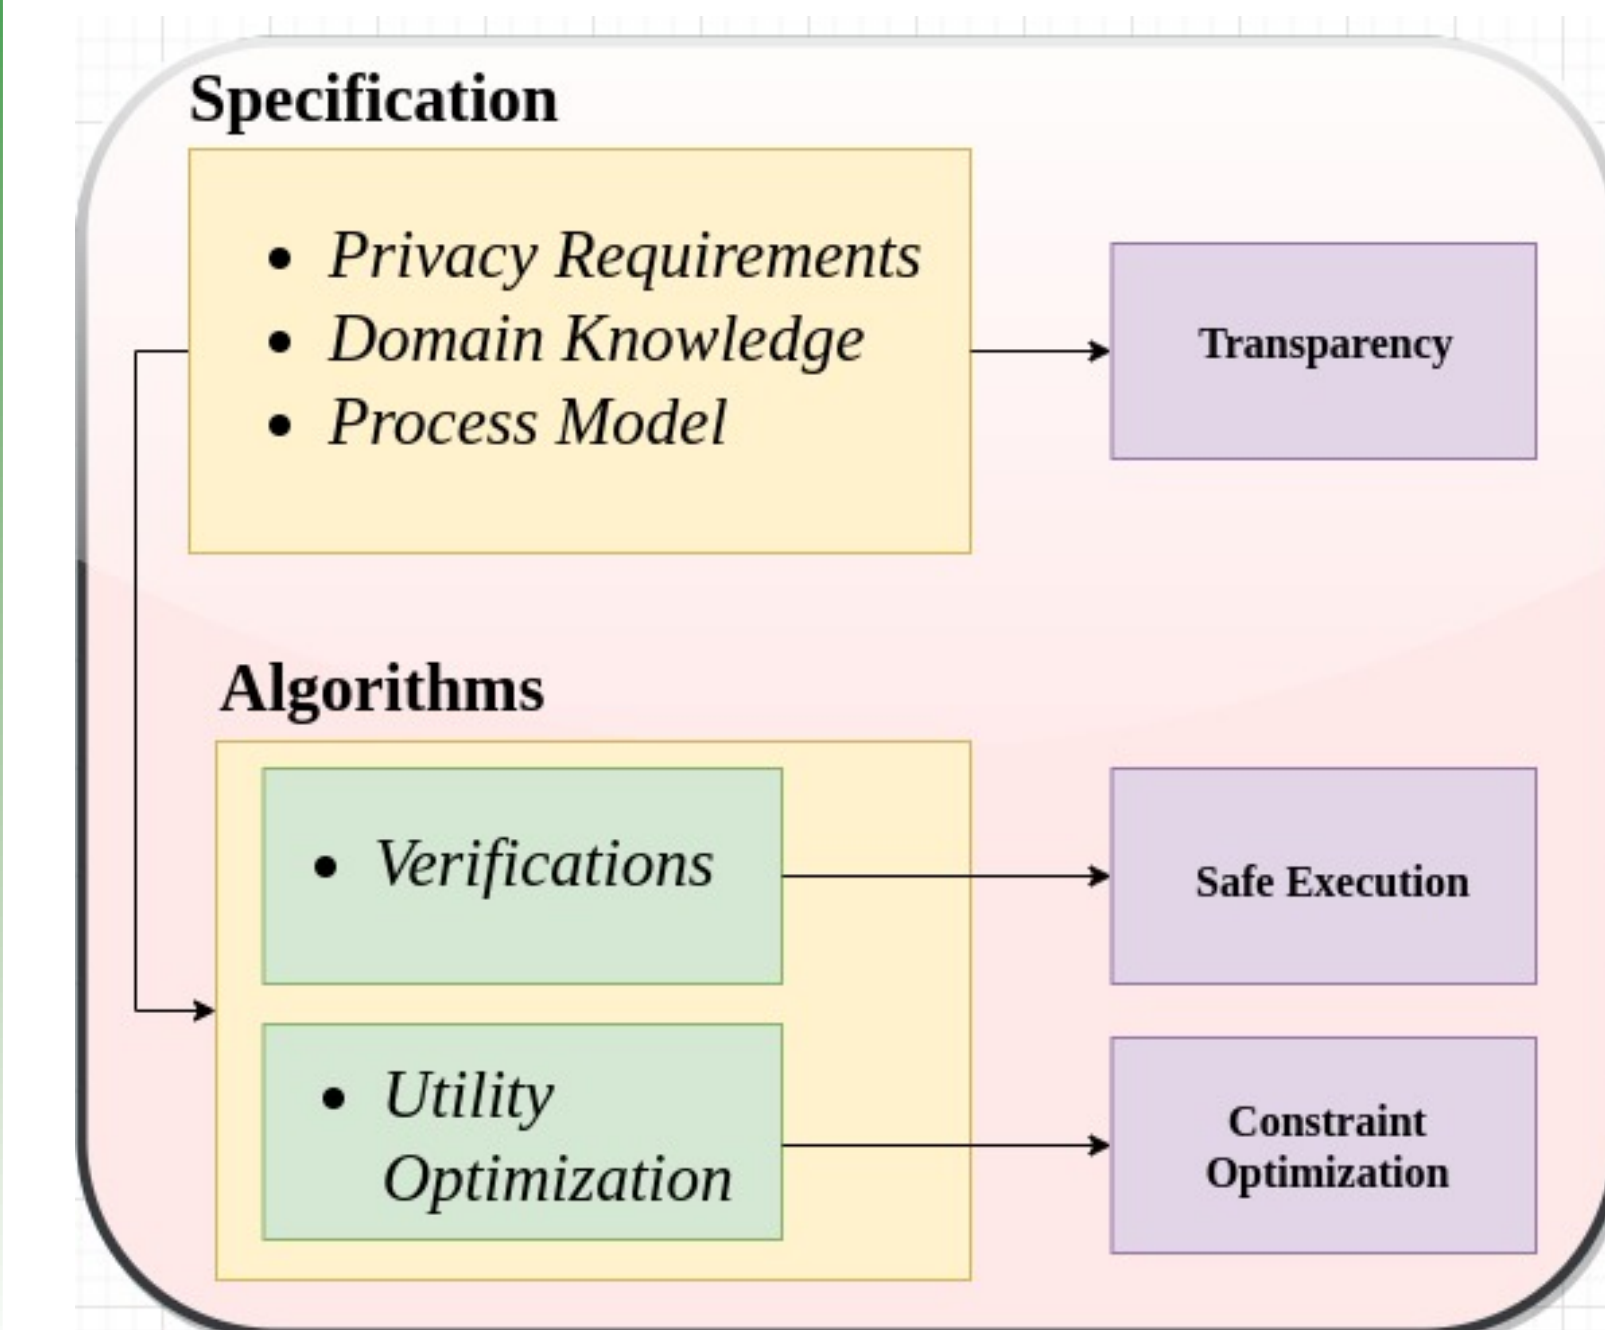 Specification
• Privacy Requirements
• Domain Knowledge
• Process Model
Transparency
Algorithms
• Verifications
Safe Execution
• Utility
Optimization
Constraint
Optimization